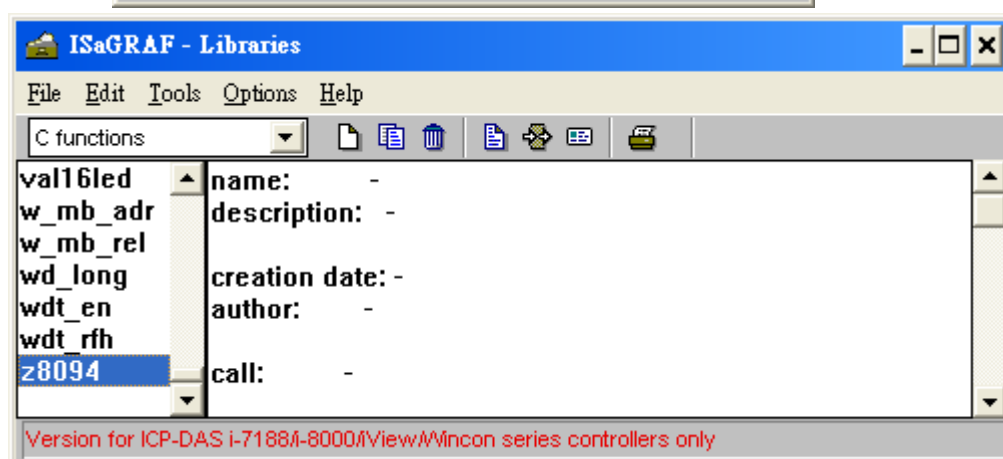 ISaGRAF - Libraries
File Edit Tools Options Help
C functions
val16led
w_mb_adr
w_mb_rel
wd_long
wdt_en
wdt_rfh
z8094
name: -
description: -
creation date: -
author: -
call: -
Version for ICP-DAS i-7188/i-8000/iView/Wincon series controllers only